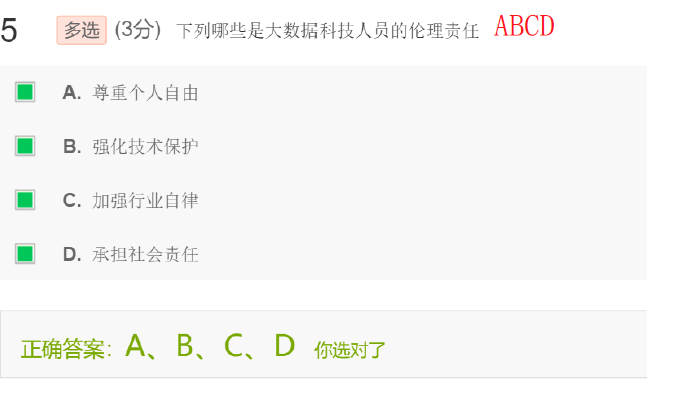 5 多选 (3分) 下列哪些是大数据科技人员的伦理责任 ABCD
A. 尊重个人自由
B. 强化技术保护
C. 加强行业自律
D. 承担社会责任
正确答案：A、B、C、D 你选对了